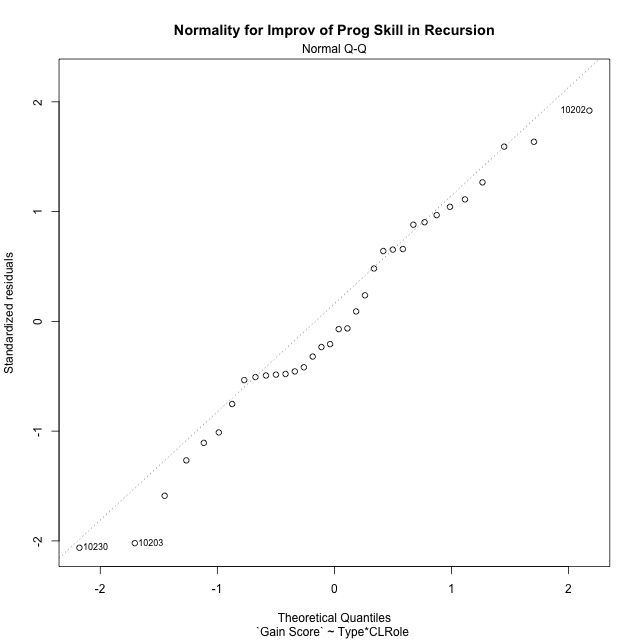 Normality for Improv of Prog Skill in Recursion
Normal Q-Q
Standardized residuals
2
1
0
-1
-2
10202
10230
10203
-2
-1
0
1
2
Theoretical Quantiles
`Gain Score` ~ Type*CLRole